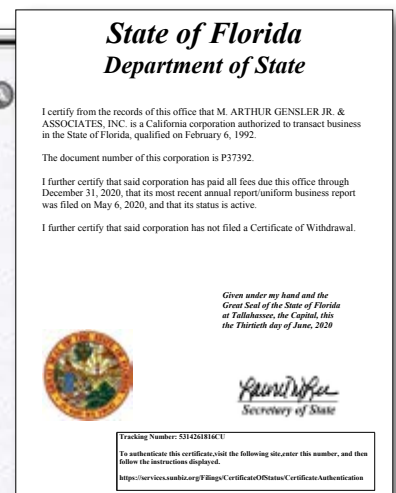 State of Florida
Department of State
I certify from the records of this office that M. ARTHUR GENSLER JR. &
ASSOCIATES, INC. is a California corporation authorized to transact business
in the State of Florida, qualified on February 6, 1992.
The document number of this corporation is P37392.
I further certify that said corporation has paid all fees due this office through
December 31, 2020, that its most recent annual report/uniform business report
was filed on May 6, 2020, and that its status is active.
I further certify that said corporation has not filed a Certificate of Withdrawal.
Given under my hand and the
Great Seal of the State of Florida
at Tallahassee, the Capital, this
the Thirtieth day of June, 2020
Secretary of State
Tracking Number: 5314261816CU
To authenticate this certificate,visit the following site,enter this number, and then
follow the instructions displayed.
https://services.sunbiz.org/Filings/CertificateOfStatus/CertificateAuthentication